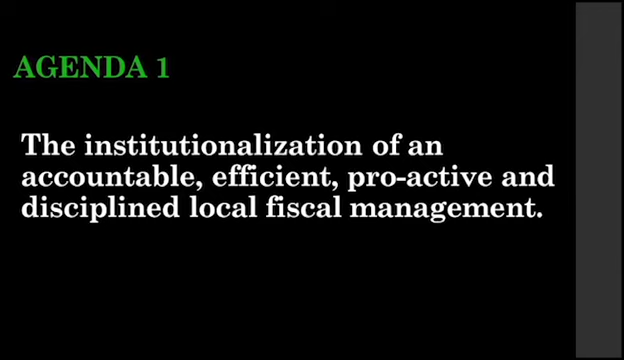 AGENDA 1
The institutionalization of an
accountable, efficient, pro-active and
disciplined local fiscal management.